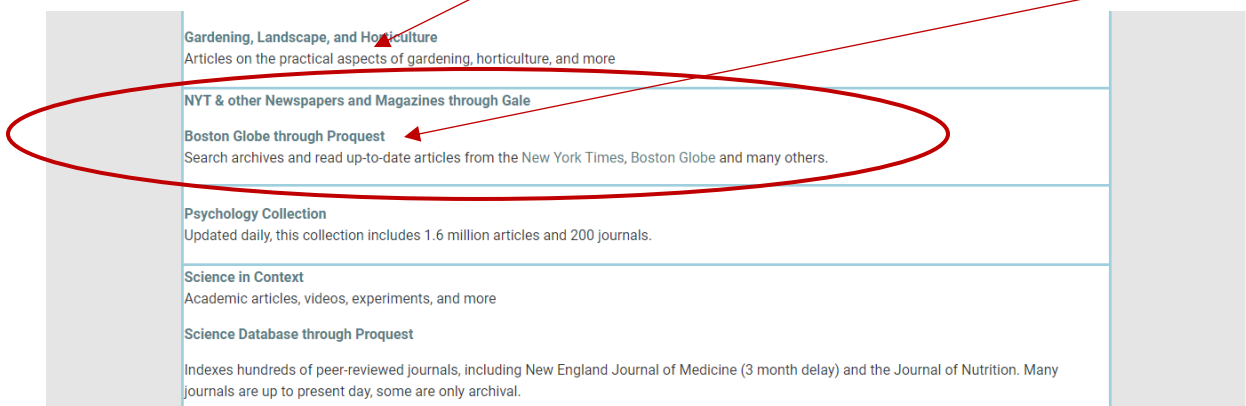 Gardening, Landscape, and Horticulture
Articles on the practical aspects of gardening, horticulture, and more
NYT & other Newspapers and Magazines through Gale
Boston Globe through Proquest
Search archives and read up-to-date articles from the New York Times, Boston Globe and many others.
Psychology Collection
Updated daily, this collection includes 1.6 million articles and 200 journals.
Science in Context
Academic articles, videos, experiments, and more
Science Database through Proquest
Indexes hundreds of peer-reviewed journals, including New England Journal of Medicine (3 month delay) and the Journal of Nutrition. Many
journals are up to present day, some are only archival.